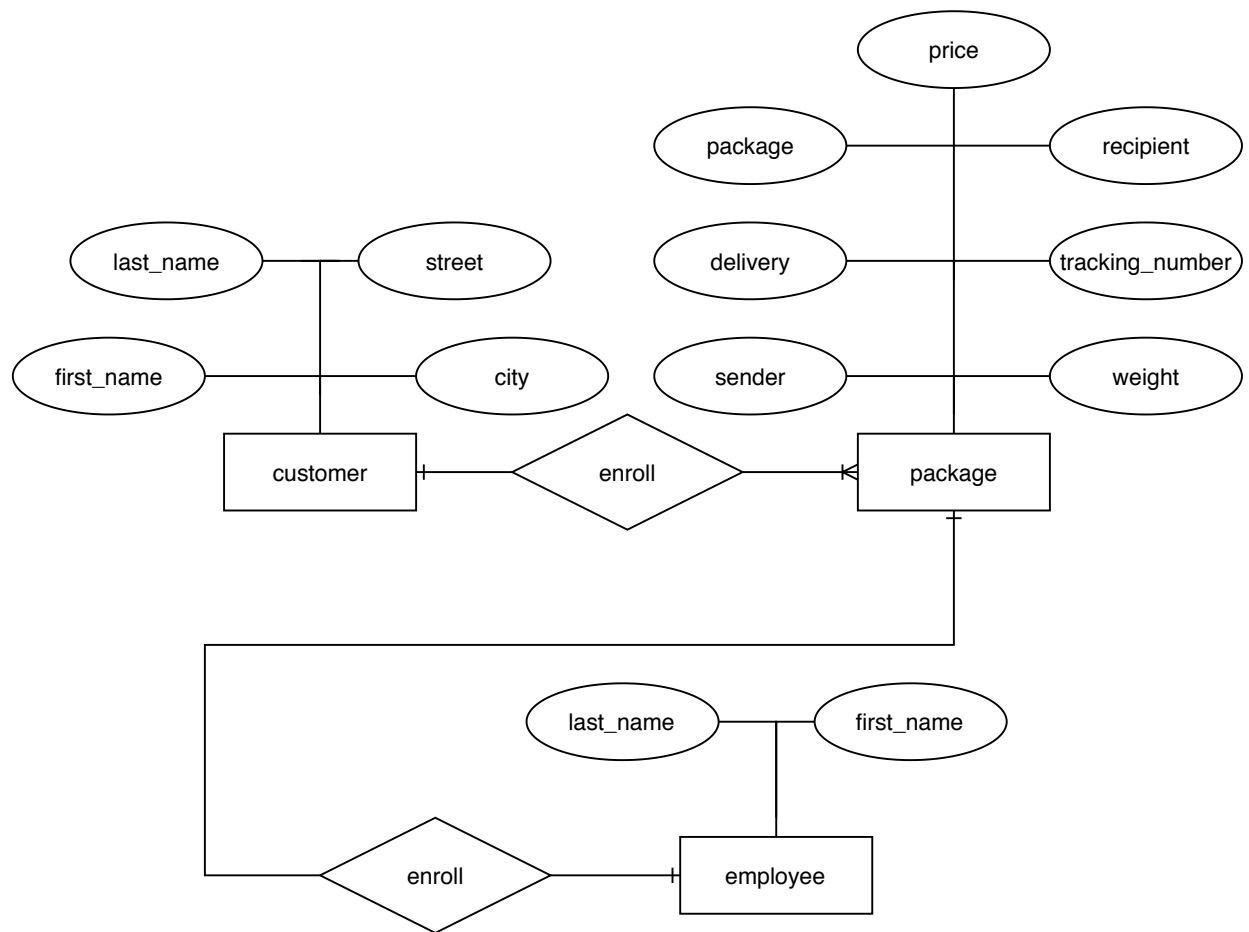 price
package
recipient
delivery
tracking_number
last_name
street
first_name
city
sender
weight
customer
enroll
package
last_name
first_name
enroll
employee